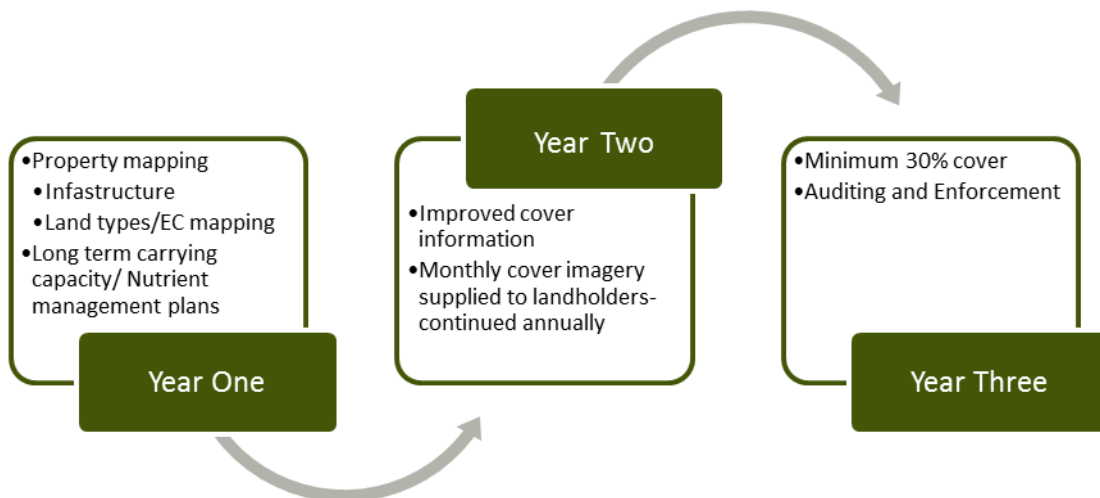 •Property mapping
•Infastructure
•Land types/EC mapping
•Long term carrying
capacity/ Nutrient
management plans
Year One
Year Two
•Improved cover
information
•Monthly cover imagery
supplied to landholders-
continued annually
•Minimum 30% cover
•Auditing and Enforcement
Year Three